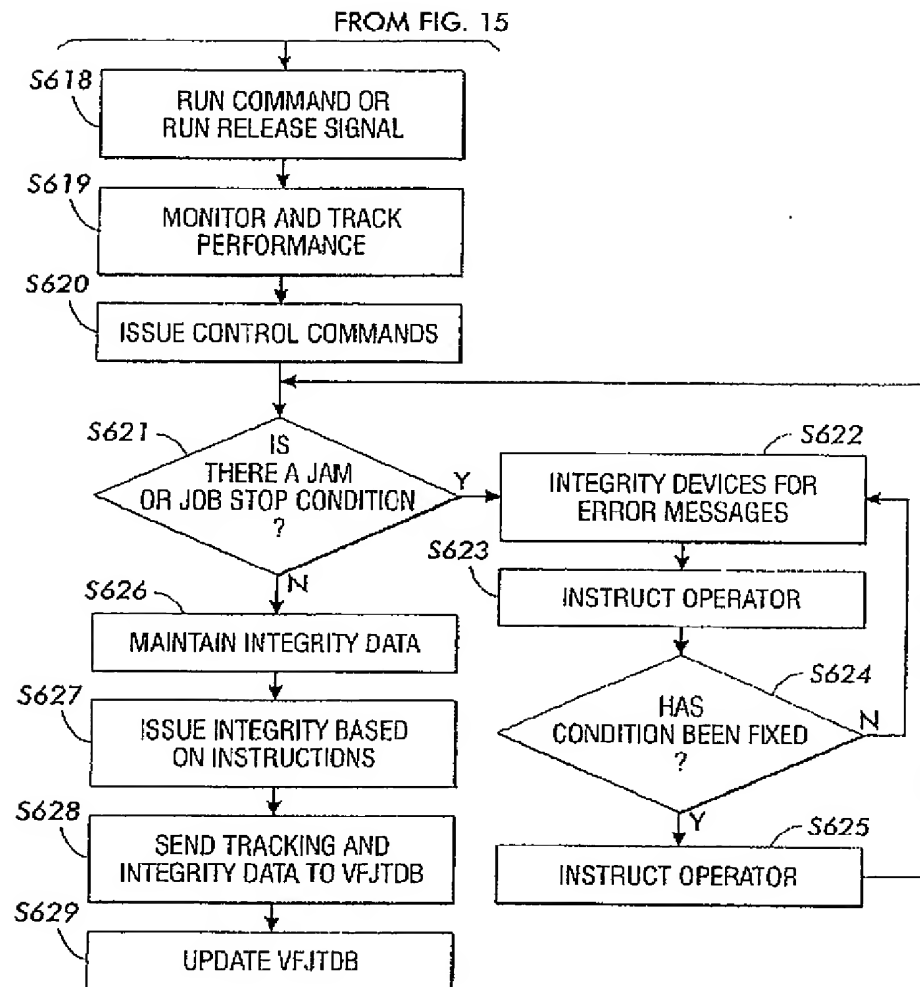 FROM FIG. 15
S618
RUN COMMAND OR
RUN RELEASE SIGNAL
S619
MONITOR AND TRACK
PERFORMANCE
S620
ISSUE CONTROL COMMANDS
S621
IS
THERE A JAM
OR JOB STOP CONDITION
?
Y
N
S622
INTEGRITY DEVICES FOR
ERROR MESSAGES
S623
INSTRUCT OPERATOR
S624
HAS
CONDITION BEEN FIXED
?
N
Y
S625
INSTRUCT OPERATOR
S626
MAINTAIN INTEGRITY DATA
S627
ISSUE INTEGRITY BASED
ON INSTRUCTIONS
S628
SEND TRACKING AND
INTEGRITY DATA TO VFJTDB
S629
UPDATE VFJTDB